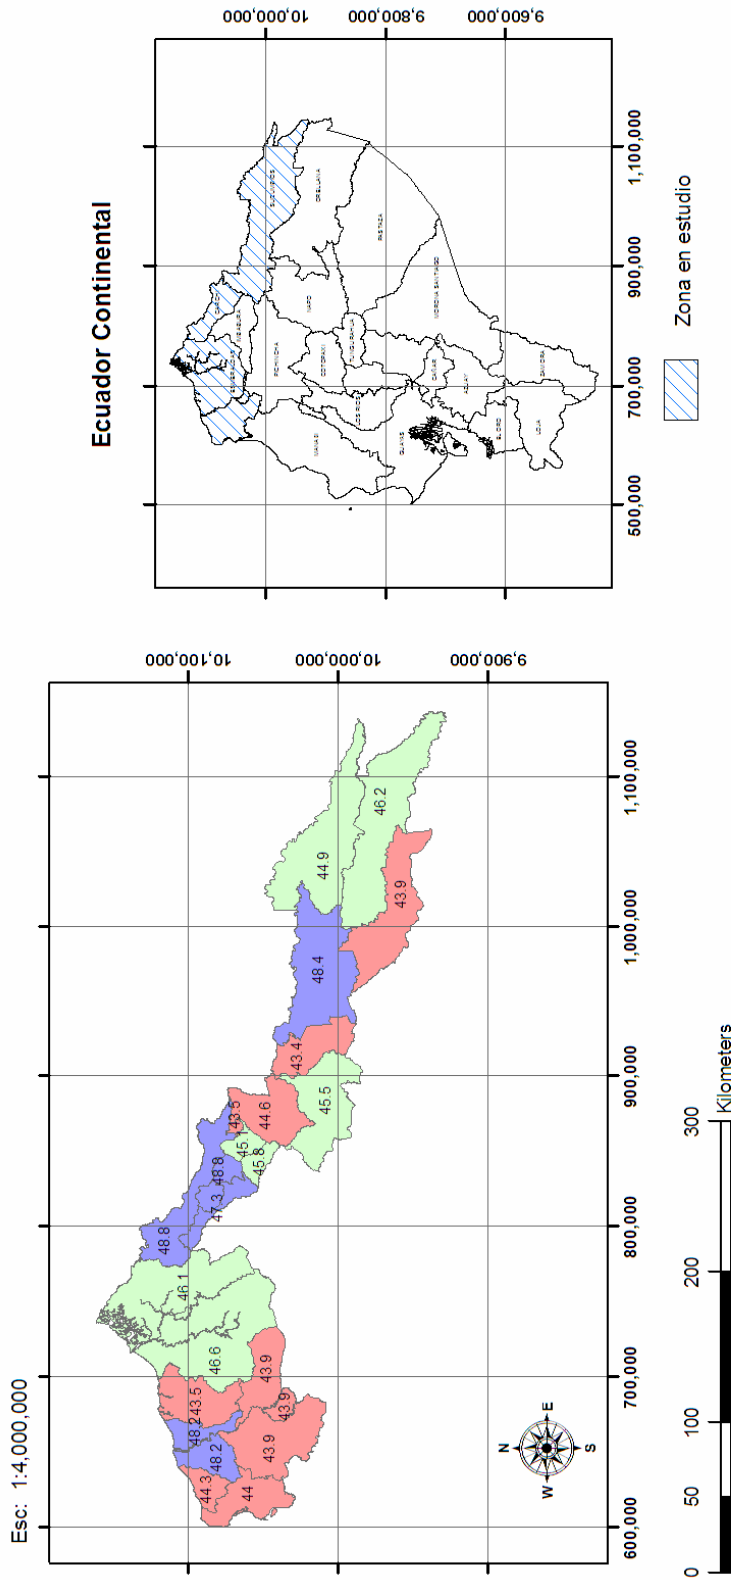 Esc: 1:4,000,000
10,100,000
10,000,000
9,900,000
44.3
44
48.2
48.2
43.5
43.9
43.9
43.9
46.6
46.1
48.8
47.3
48.8
45.1
45.8
43.5
44.6
45.5
43.4
48.4
44.9
46.2
43.9
N
W
E
S
600,000
700,000
800,000
900,000
1,000,000
1,100,000
0
50
100
200
300
Kilometers
Ecuador Continental
10,000,000
9,800,000
9,600,000
ESMERALDAS
CARCHI
IMBABURA
SUCUMBIOS
PICHINCHA
NAPO
ORELLANA
MANABI
COTOPAXI
TUNGURAHUA
LOS RIOS
PASTAZA
GUAYAS
CAÑAR
MORONA SANTIAGO
AZUAY
EL ORO
LOJA
ZAMORA
500,000
700,000
900,000
1,100,000
Zona en estudio